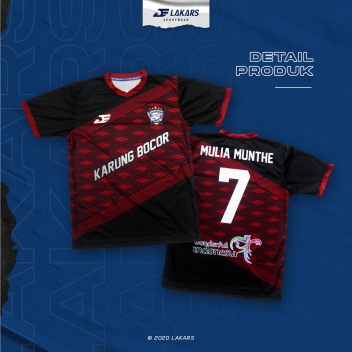 LAKARS
SPORTWEAR
DETAIL
PRODUK
KARUNG BOCOR
MULIA MUNTHE
7
wonderful
indonesia
© 2020 LAKARS